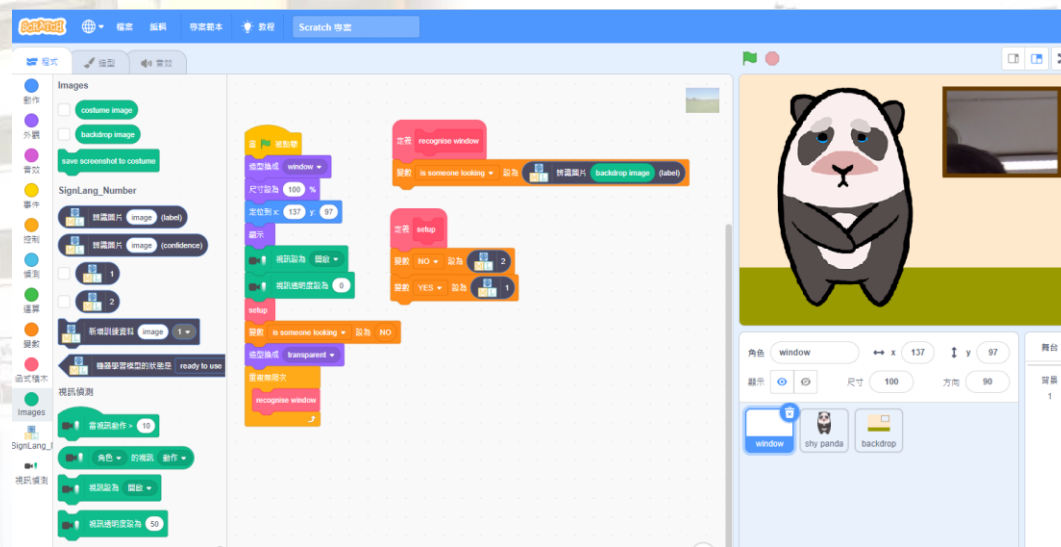 SCRATCH
檔案
編輯
專案範本
教程
Scratch 專案
程式
造型
音效
動作
外觀
音效
事件
控制
偵測
運算
變數
函式積木
Images
視訊偵測
Images
costume image
backdrop image
save screenshot to costume
SignLang_Number
辨識圖片 image (label)
辨識圖片 image (confidence)
1
2
新增訓練資料 image 1
機器學習模型的狀態是 ready to use
視訊偵測
當視訊動作 > 10
角色 的視訊 動作
視訊設為 開啟
視訊透明度設為 50
當 被點擊
造型換成 window
尺寸設為 100 %
定位到 x: 137 y: 97
顯示
視訊設為 開啟
視訊透明度設為 0
setup
變數 is someone looking 設為 NO
造型換成 transparent
重複無限次
recognise window
定義 recognise window
變數 is someone looking 設為 辨識圖片 backdrop image (label)
定義 setup
變數 NO 設為 2
變數 YES 設為 1
角色 window x 137 y 97
顯示 尺寸 100 方向 90
window
shy panda
backdrop
舞台
背景
1